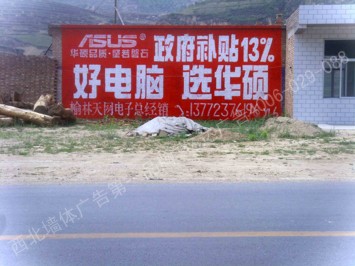 ASUS
华硕品质·坚若磐石
政府补贴13%
好电脑 选华硕
榆林天网电子总经销
西北墙体广告第